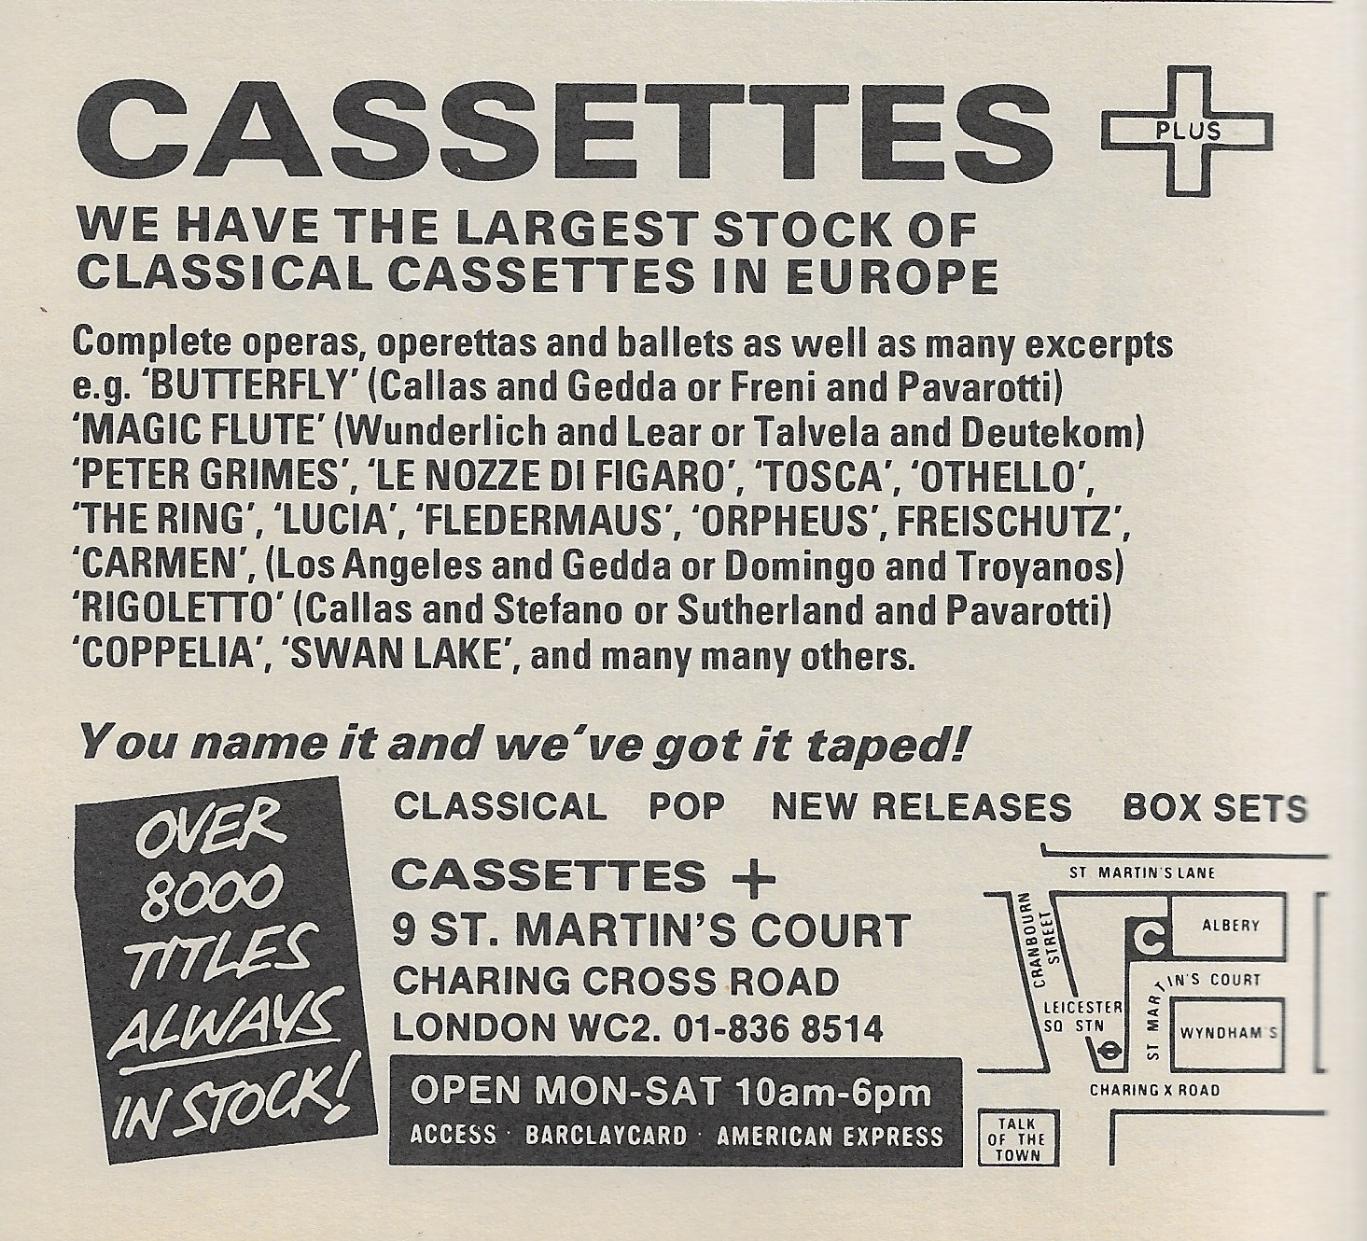 CASSETTES
PLUS
WE HAVE THE LARGEST STOCK OF
CLASSICAL CASSETTES IN EUROPE
Complete operas, operettas and ballets as well as many excerpts
e.g. ‘BUTTERFLY’ (Callas and Gedda or Freni and Pavarotti)
‘MAGIC FLUTE’ (Wunderlich and Lear or Talvela and Deutekom)
‘PETER GRIMES’, ‘LE NOZZE DI FIGARO’, ‘TOSCA’, ‘OTHELLO’,
‘THE RING’, ‘LUCIA’, ‘FLEDERMAUS’, ‘ORPHEUS’, FREISCHUTZ’,
‘CARMEN’, (Los Angeles and Gedda or Domingo and Troyanos)
‘RIGOLETTO’ (Callas and Stefano or Sutherland and Pavarotti)
‘COPPELIA’, ‘SWAN LAKE’, and many many others.
You name it and we’ve got it taped!
OVER
8000
TITLES
ALWAYS
IN STOCK!
CLASSICAL POP NEW RELEASES BOX SETS
CASSETTES +
9 ST. MARTIN’S COURT
CHARING CROSS ROAD
LONDON WC2. 01-836 8514
OPEN MON-SAT 10am-6pm
ACCESS · BARCLAYCARD · AMERICAN EXPRESS
ST MARTIN’S LANE
CRANBOURN
STREET
C
ALBERY
ST MARTIN’S COURT
LEICESTER
SQ STN
WYNDHAM’S
CHARING X ROAD
TALK
OF THE
TOWN